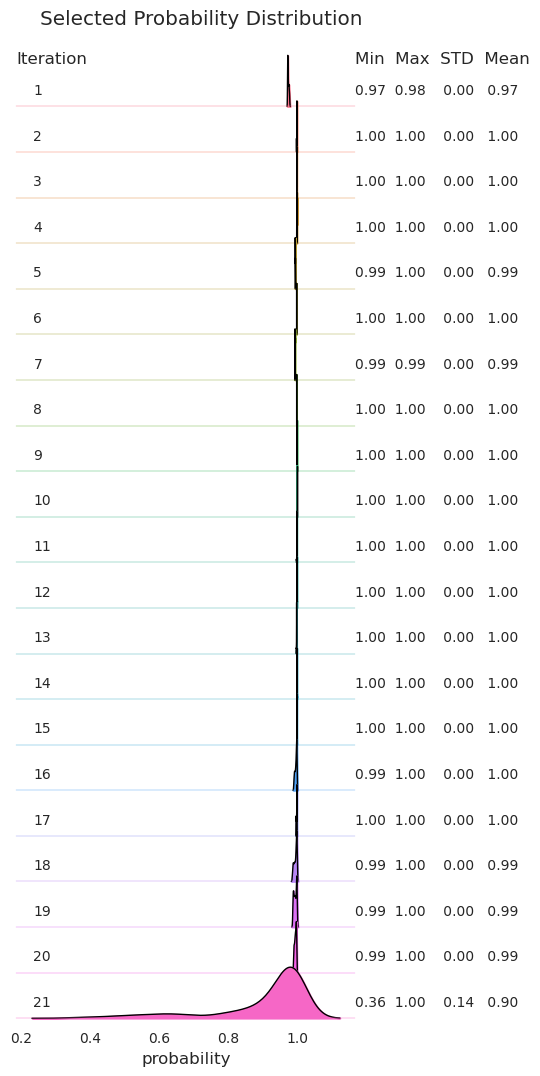 Selected Probability Distribution
Iteration Min Max STD Mean
1 0.97 0.98 0.00 0.97
2 1.00 1.00 0.00 1.00
3 1.00 1.00 0.00 1.00
4 1.00 1.00 0.00 1.00
5 0.99 1.00 0.00 0.99
6 1.00 1.00 0.00 1.00
7 0.99 0.99 0.00 0.99
8 1.00 1.00 0.00 1.00
9 1.00 1.00 0.00 1.00
10 1.00 1.00 0.00 1.00
11 1.00 1.00 0.00 1.00
12 1.00 1.00 0.00 1.00
13 1.00 1.00 0.00 1.00
14 1.00 1.00 0.00 1.00
15 1.00 1.00 0.00 1.00
16 0.99 1.00 0.00 1.00
17 1.00 1.00 0.00 1.00
18 0.99 1.00 0.00 0.99
19 0.99 1.00 0.00 0.99
20 0.99 1.00 0.00 0.99
21 0.36 1.00 0.14 0.90
0.2 0.4 0.6 0.8 1.0
probability